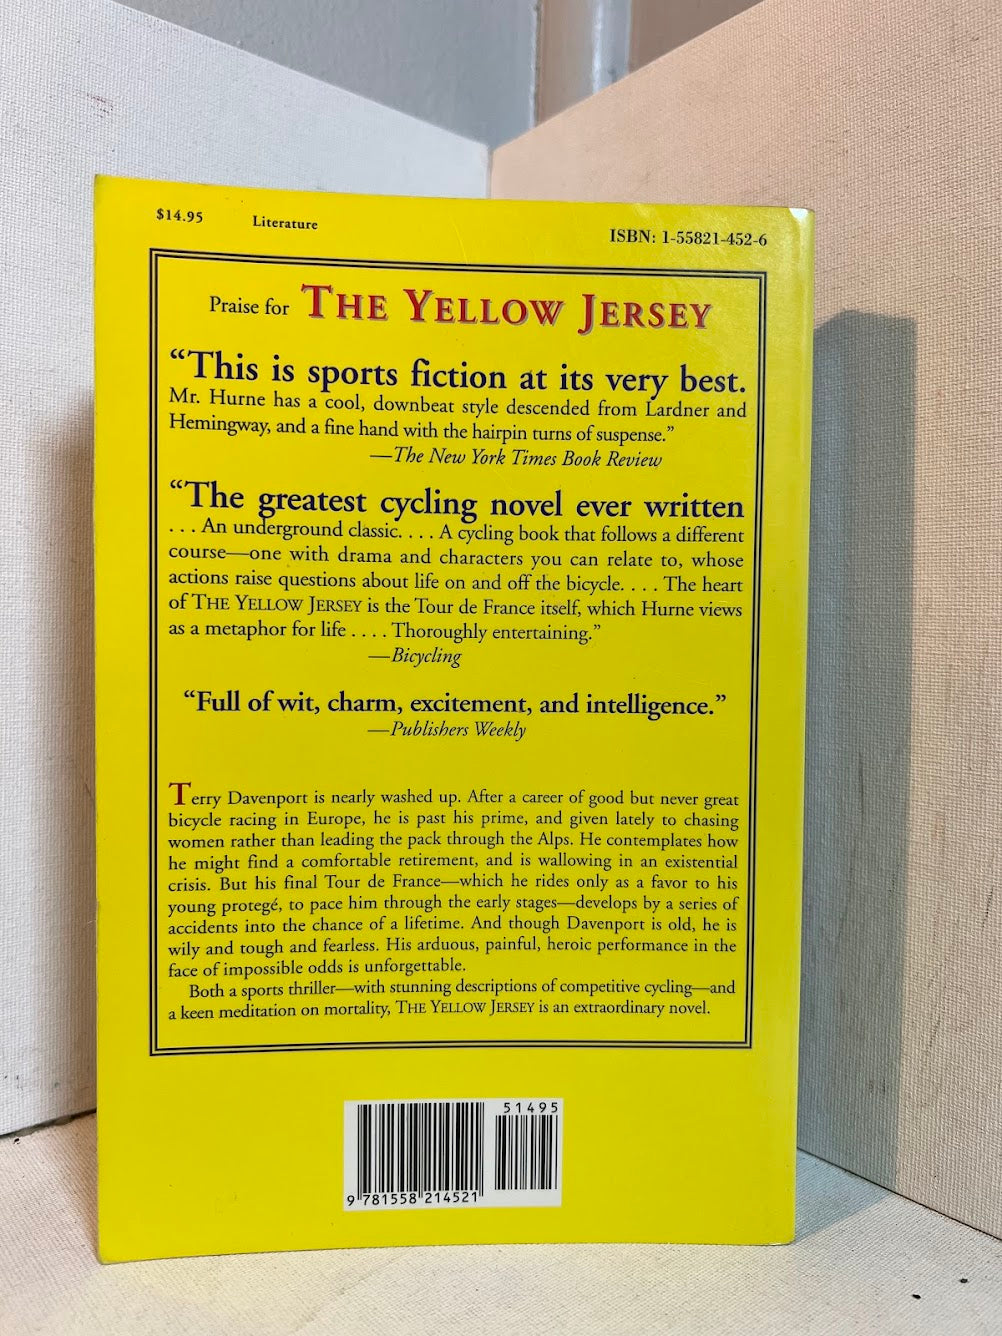 $14.95 Literature ISBN: 1-55821-452-6
Praise for THE YELLOW JERSEY
“This is sports fiction at its very best.
Mr. Hurne has a cool, downbeat style descended from Lardner and
Hemingway, and a fine hand with the hairpin turns of suspense.”
—The New York Times Book Review
“The greatest cycling novel ever written
. . . An underground classic. . . . A cycling book that follows a different
course—one with drama and characters you can relate to, whose
actions raise questions about life on and off the bicycle. . . . The heart
of THE YELLOW JERSEY is the Tour de France itself, which Hurne views
as a metaphor for life . . . . Thoroughly entertaining.”
—Bicycling
“Full of wit, charm, excitement, and intelligence.”
—Publishers Weekly
Terry Davenport is nearly washed up. After a career of good but never great
bicycle racing in Europe, he is past his prime, and given lately to chasing
women rather than leading the pack through the Alps. He contemplates how
he might find a comfortable retirement, and is wallowing in an existential
crisis. But his final Tour de France—which he rides only as a favor to his
young protegé, to pace him through the early stages—develops by a series of
accidents into the chance of a lifetime. And though Davenport is old, he is
wily and tough and fearless. His arduous, painful, heroic performance in the
face of impossible odds is unforgettable.
Both a sports thriller—with stunning descriptions of competitive cycling—and
a keen meditation on mortality, THE YELLOW JERSEY is an extraordinary novel.
51495
9 781558 214521